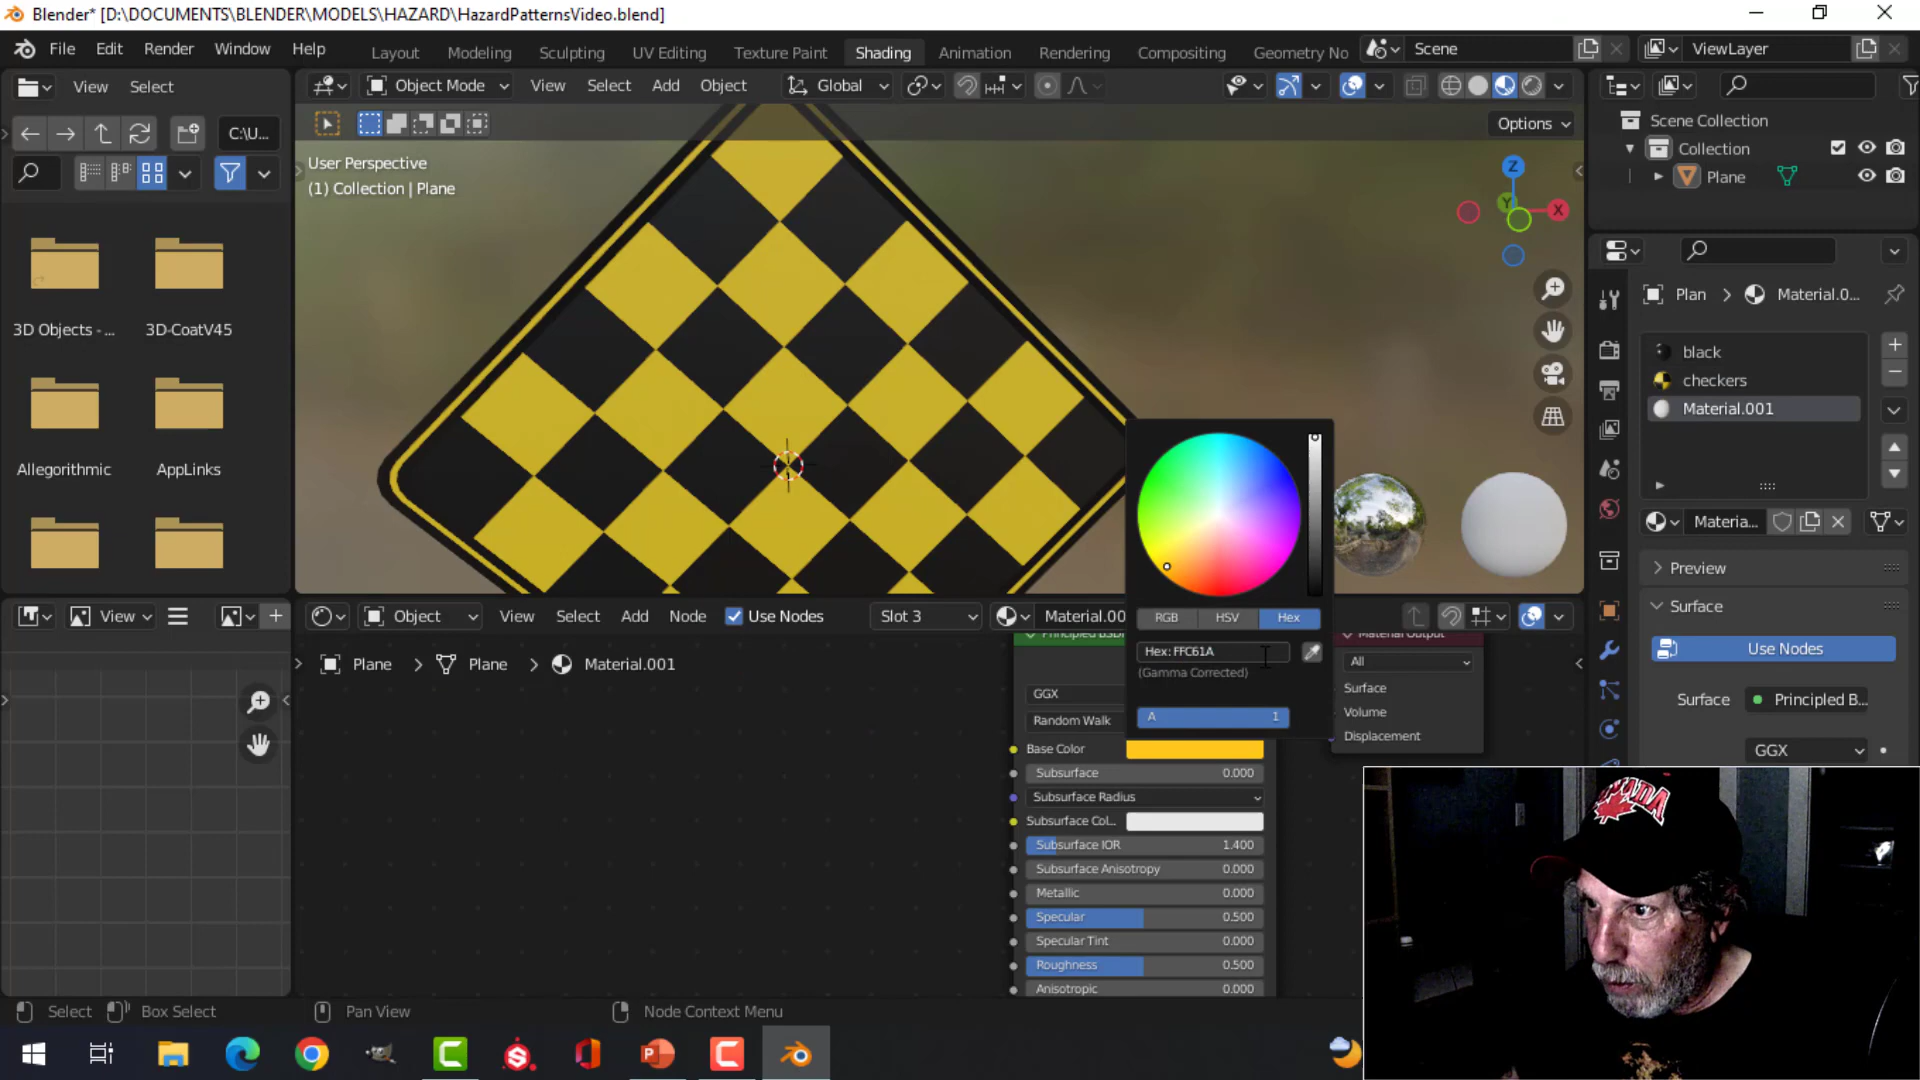 Blender* [D:\DOCUMENTS\BLENDER\MODELS\HAZARD\HazardPatternsVideo.blend]
File Edit Render Window Help Layout Modeling Sculpting UV Editing Texture Paint Shading Animation Rendering Compositing Geometry No Scene ViewLayer
View Select Object Mode View Select Add Object Global
C:\U... Options
User Perspective
(1) Collection | Plane
Z
Y
X
Scene Collection
Collection
Plane
3D Objects - ... 3D-CoatV45
Allegorithmic AppLinks
Plan Material.0...
black
checkers
Material.001
Materia...
Preview
Surface
Use Nodes
Surface Principled B...
GGX
RGB HSV Hex
Hex: FFC61A
(Gamma Corrected)
A 1
View Object View Select Add Node Use Nodes Slot 3 Material.00
Plane Plane Material.001
Principled BSDF
GGX
Random Walk
Base Color
Subsurface 0.000
Subsurface Radius
Subsurface Col...
Subsurface IOR 1.400
Subsurface Anisotropy 0.000
Metallic 0.000
Specular 0.500
Specular Tint 0.000
Roughness 0.500
Anisotropic 0.000
Material Output
All
Surface
Volume
Displacement
CANADA
Select Box Select Pan View Node Context Menu